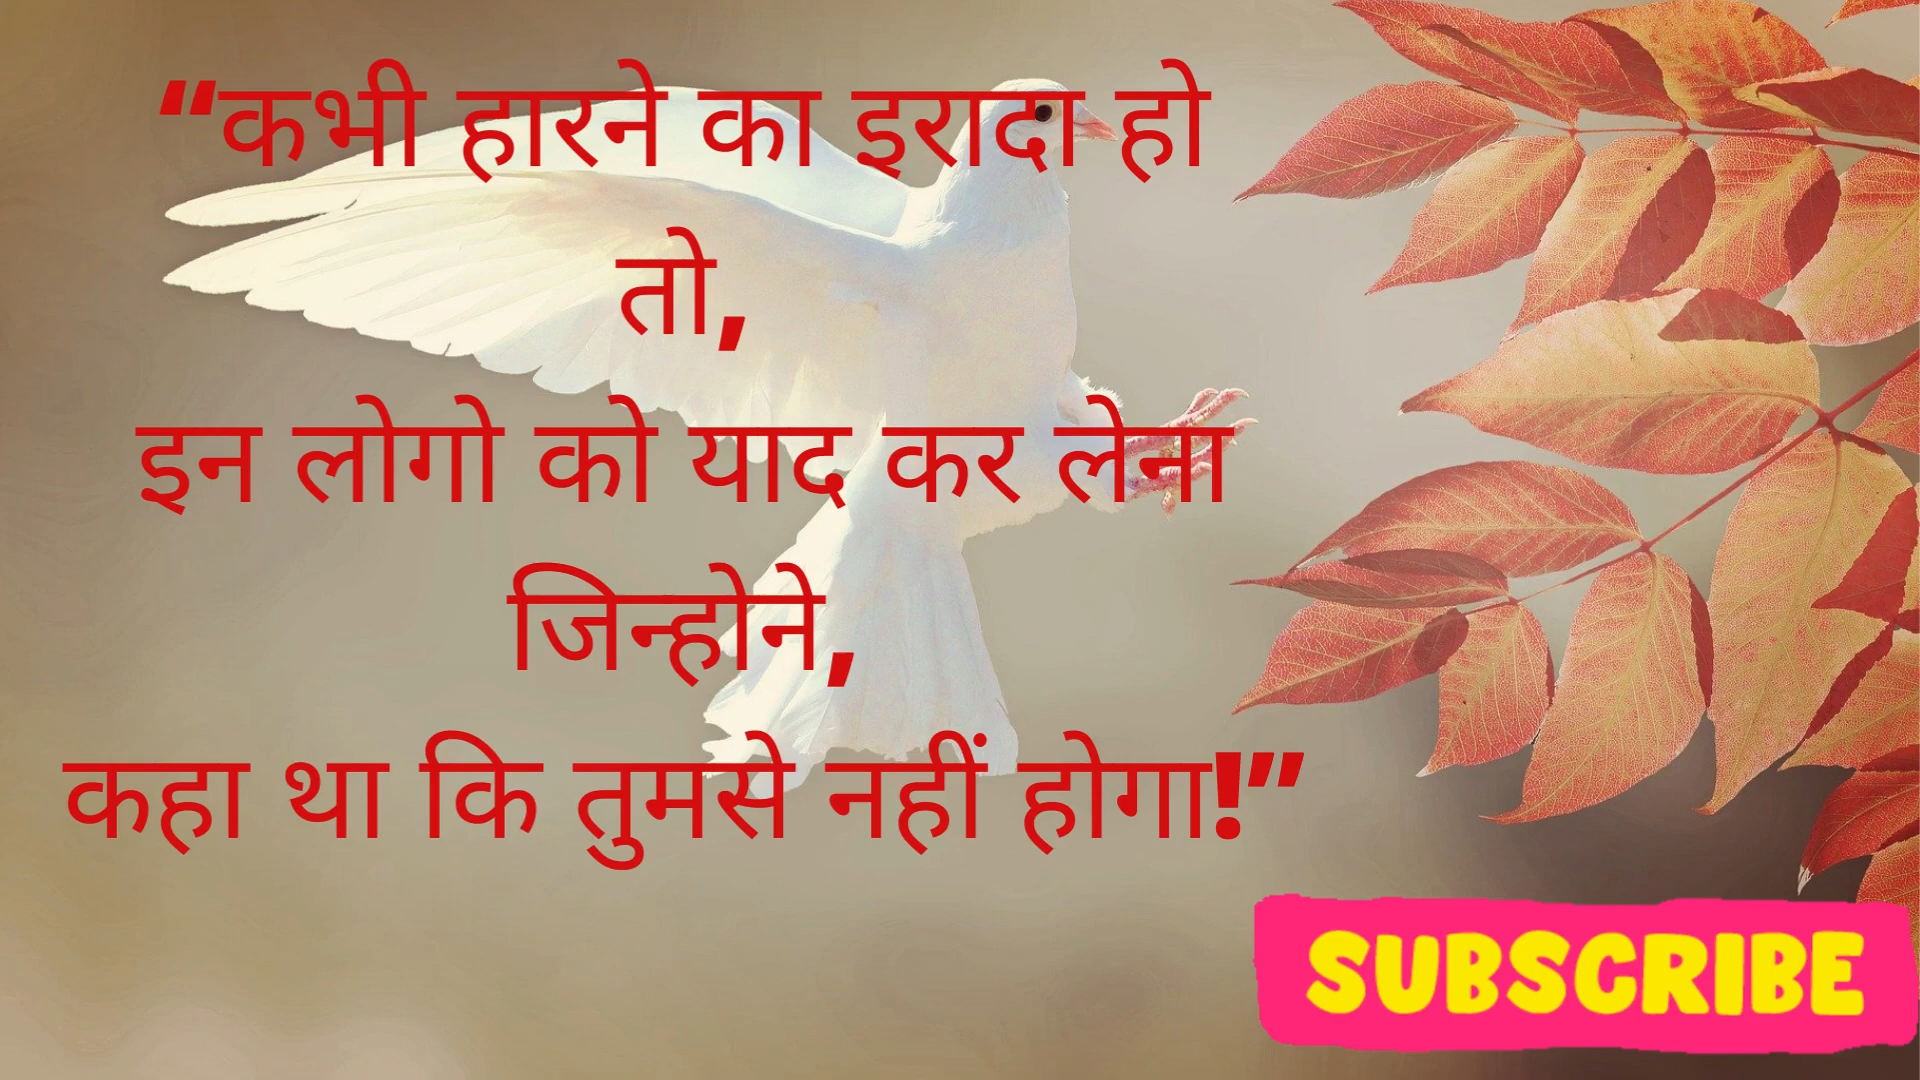 “कभी हारने का इरादा हो
तो,
इन लोगो को याद कर लेना
जिन्होने,
कहा था कि तुमसे नहीं होगा!”
SUBSCRIBE